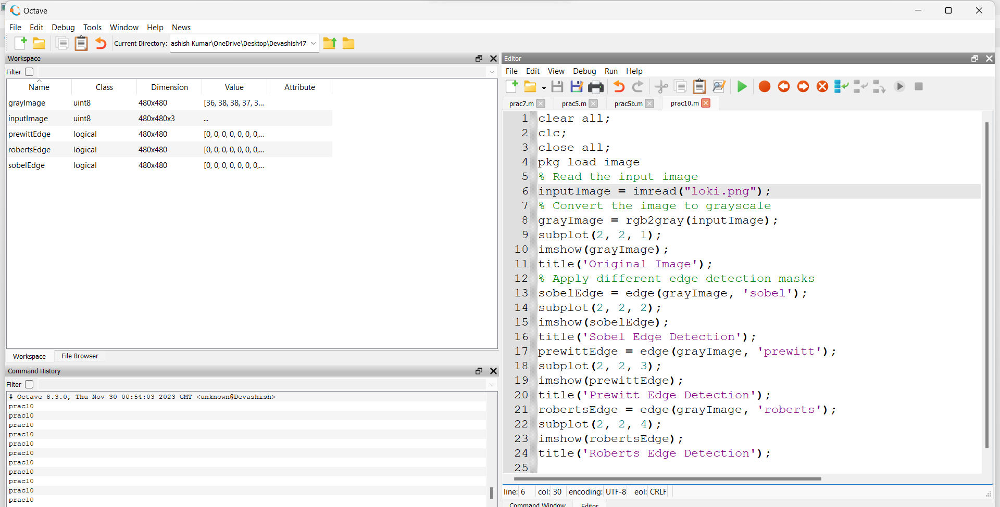 Octave
File Edit Debug Tools Window Help News
Current Directory: ashish Kumar\OneDrive\Desktop\Devashish47
Workspace
Filter
Name Class Dimension Value Attribute
grayImage uint8 480x480 [36, 38, 38, 37, 3...
inputImage uint8 480x480x3 ...
prewittEdge logical 480x480 [0, 0, 0, 0, 0, 0, 0,...
robertsEdge logical 480x480 [0, 0, 0, 0, 0, 0, 0,...
sobelEdge logical 480x480 [0, 0, 0, 0, 0, 0, 0,...
Workspace File Browser
Command History
Filter
# Octave 8.3.0, Thu Nov 30 00:54:03 2023 GMT <unknown@Devashish>
prac10
prac10
prac10
prac10
prac10
prac10
prac10
prac10
prac10
prac10
prac10
Editor
File Edit View Debug Run Help
prac7.m prac5.m prac5b.m prac10.m
1 clear all;
2 clc;
3 close all;
4 pkg load image
5 % Read the input image
6 inputImage = imread("loki.png");
7 % Convert the image to grayscale
8 grayImage = rgb2gray(inputImage);
9 subplot(2, 2, 1);
10 imshow(grayImage);
11 title('Original Image');
12 % Apply different edge detection masks
13 sobelEdge = edge(grayImage, 'sobel');
14 subplot(2, 2, 2);
15 imshow(sobelEdge);
16 title('Sobel Edge Detection');
17 prewittEdge = edge(grayImage, 'prewitt');
18 subplot(2, 2, 3);
19 imshow(prewittEdge);
20 title('Prewitt Edge Detection');
21 robertsEdge = edge(grayImage, 'roberts');
22 subplot(2, 2, 4);
23 imshow(robertsEdge);
24 title('Roberts Edge Detection');
25
line: 6 col: 30 encoding: UTF-8 eol: CRLF
Command Window Editor